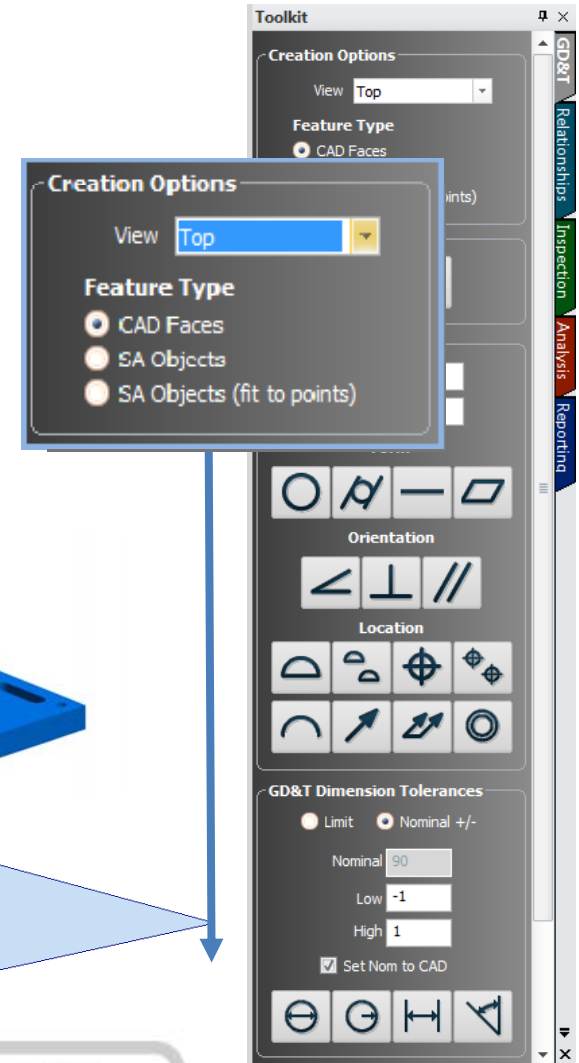 Toolkit
Creation Options
View Top
Feature Type
CAD Faces
ints)
Creation Options
View Top
Feature Type
CAD Faces
SA Objects
SA Objects (fit to points)
Orientation
Location
GD&T Dimension Tolerances
Limit Nominal +/-
Nominal 90
Low -1
High 1
Set Nom to CAD
GD&T
Relationships
Inspection
Analysis
Reporting